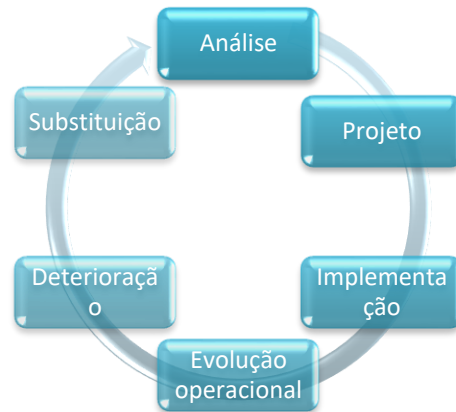 Análise
Projeto
Implementa
ção
Evolução
operacional
Deterioraçã
o
Substituição